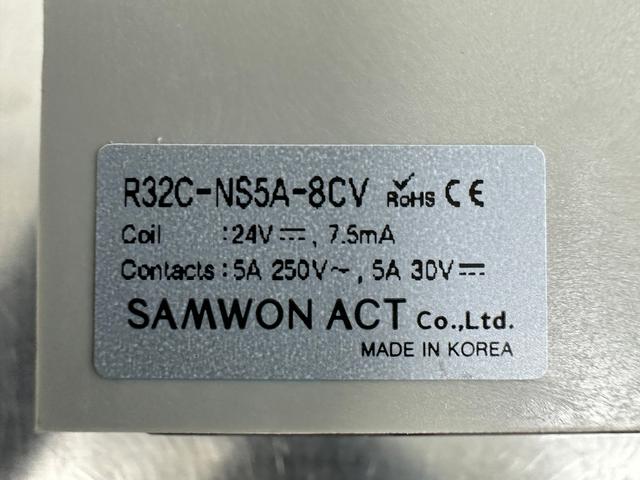 R32C-NS5A-8CV RoHS CE
Coil :24V⎓, 7.5mA
Contacts : 5A 250V~, 5A 30V⎓
SAMWON ACT Co.,Ltd.
MADE IN KOREA